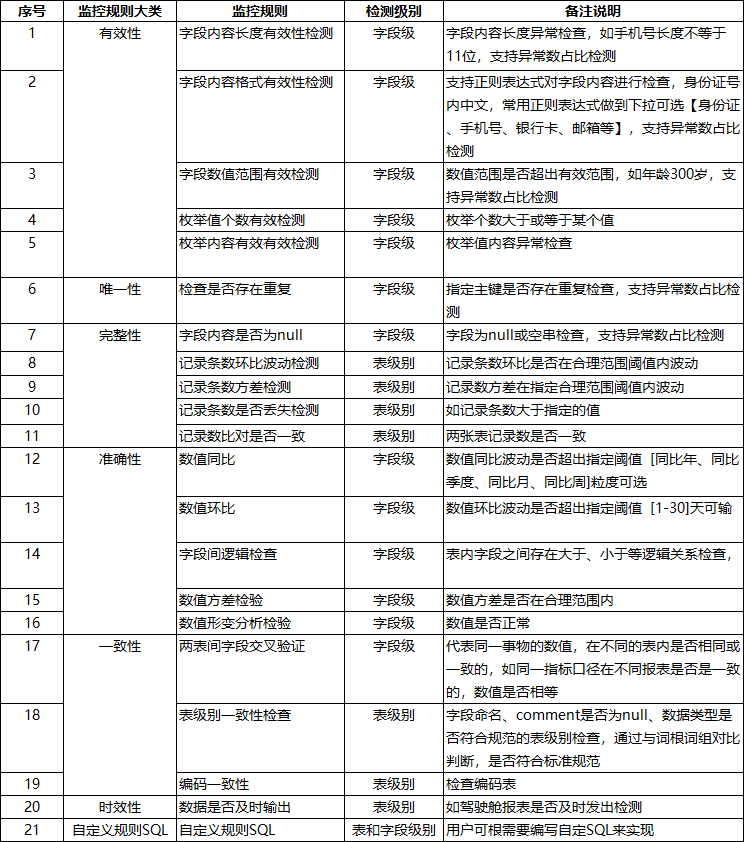 序号 监控规则大类 监控规则 检测级别 备注说明
1 有效性 字段内容长度有效性检测 字段级 字段内容长度异常检查，如手机号长度不等于
11位，支持异常数占比检测
2 字段内容格式有效性检测 字段级 支持正则表达式对字段内容进行检查，身份证号
内中文，常用正则表达式做到下拉可选【身份证
、手机号、银行卡、邮箱等】，支持异常数占比
检测
3 字段数值范围有效检测 字段级 数值范围是否超出有效范围，如年龄300岁，支
持异常数占比检测
4 枚举值个数有效检测 字段级 枚举个数大于或等于某个值
5 枚举内容有效有效检测 字段级 枚举值内容异常检查
6 唯一性 检查是否存在重复 字段级 指定主键是否存在重复检查，支持异常数占比检
测
7 完整性 字段内容是否为null 字段级 字段为null或空串检查，支持异常数占比检测
8 记录条数环比波动检测 表级别 记录条数环比是否在合理范围阈值内波动
9 记录条数方差检测 表级别 记录数方差在指定合理范围阈值内波动
10 记录条数是否丢失检测 表级别 如记录条数大于指定的值
11 记录数比对是否一致 表级别 两张表记录数是否一致
12 准确性 数值同比 字段级 数值同比波动是否超出指定阈值 [同比年、同比
季度、同比月、同比周]粒度可选
13 数值环比 字段级 数值环比波动是否超出指定阈值 [1-30]天可输
14 字段间逻辑检查 字段级 表内字段之间存在大于、小于等逻辑关系检查，
15 数值方差检验 字段级 数值方差是否在合理范围内
16 数值形变分析检验 字段级 数值是否正常
17 一致性 两表间字段交叉验证 字段级 代表同一事物的数值，在不同的表内是否相同或
一致的，如同一指标口径在不同报表是否是一致
的，数值是否相等
18 表级别一致性检查 表级别 字段命名、comment是否为null、数据类型是
否符合规范的表级别检查，通过与词根词组对比
判断，是否符合标准规范
19 编码一致性 表级别 检查编码表
20 时效性 数据是否及时输出 表级别 如驾驶舱报表是否及时发出检测
21 自定义规则SQL 自定义规则SQL 表和字段级别 用户可根需要编写自定SQL来实现